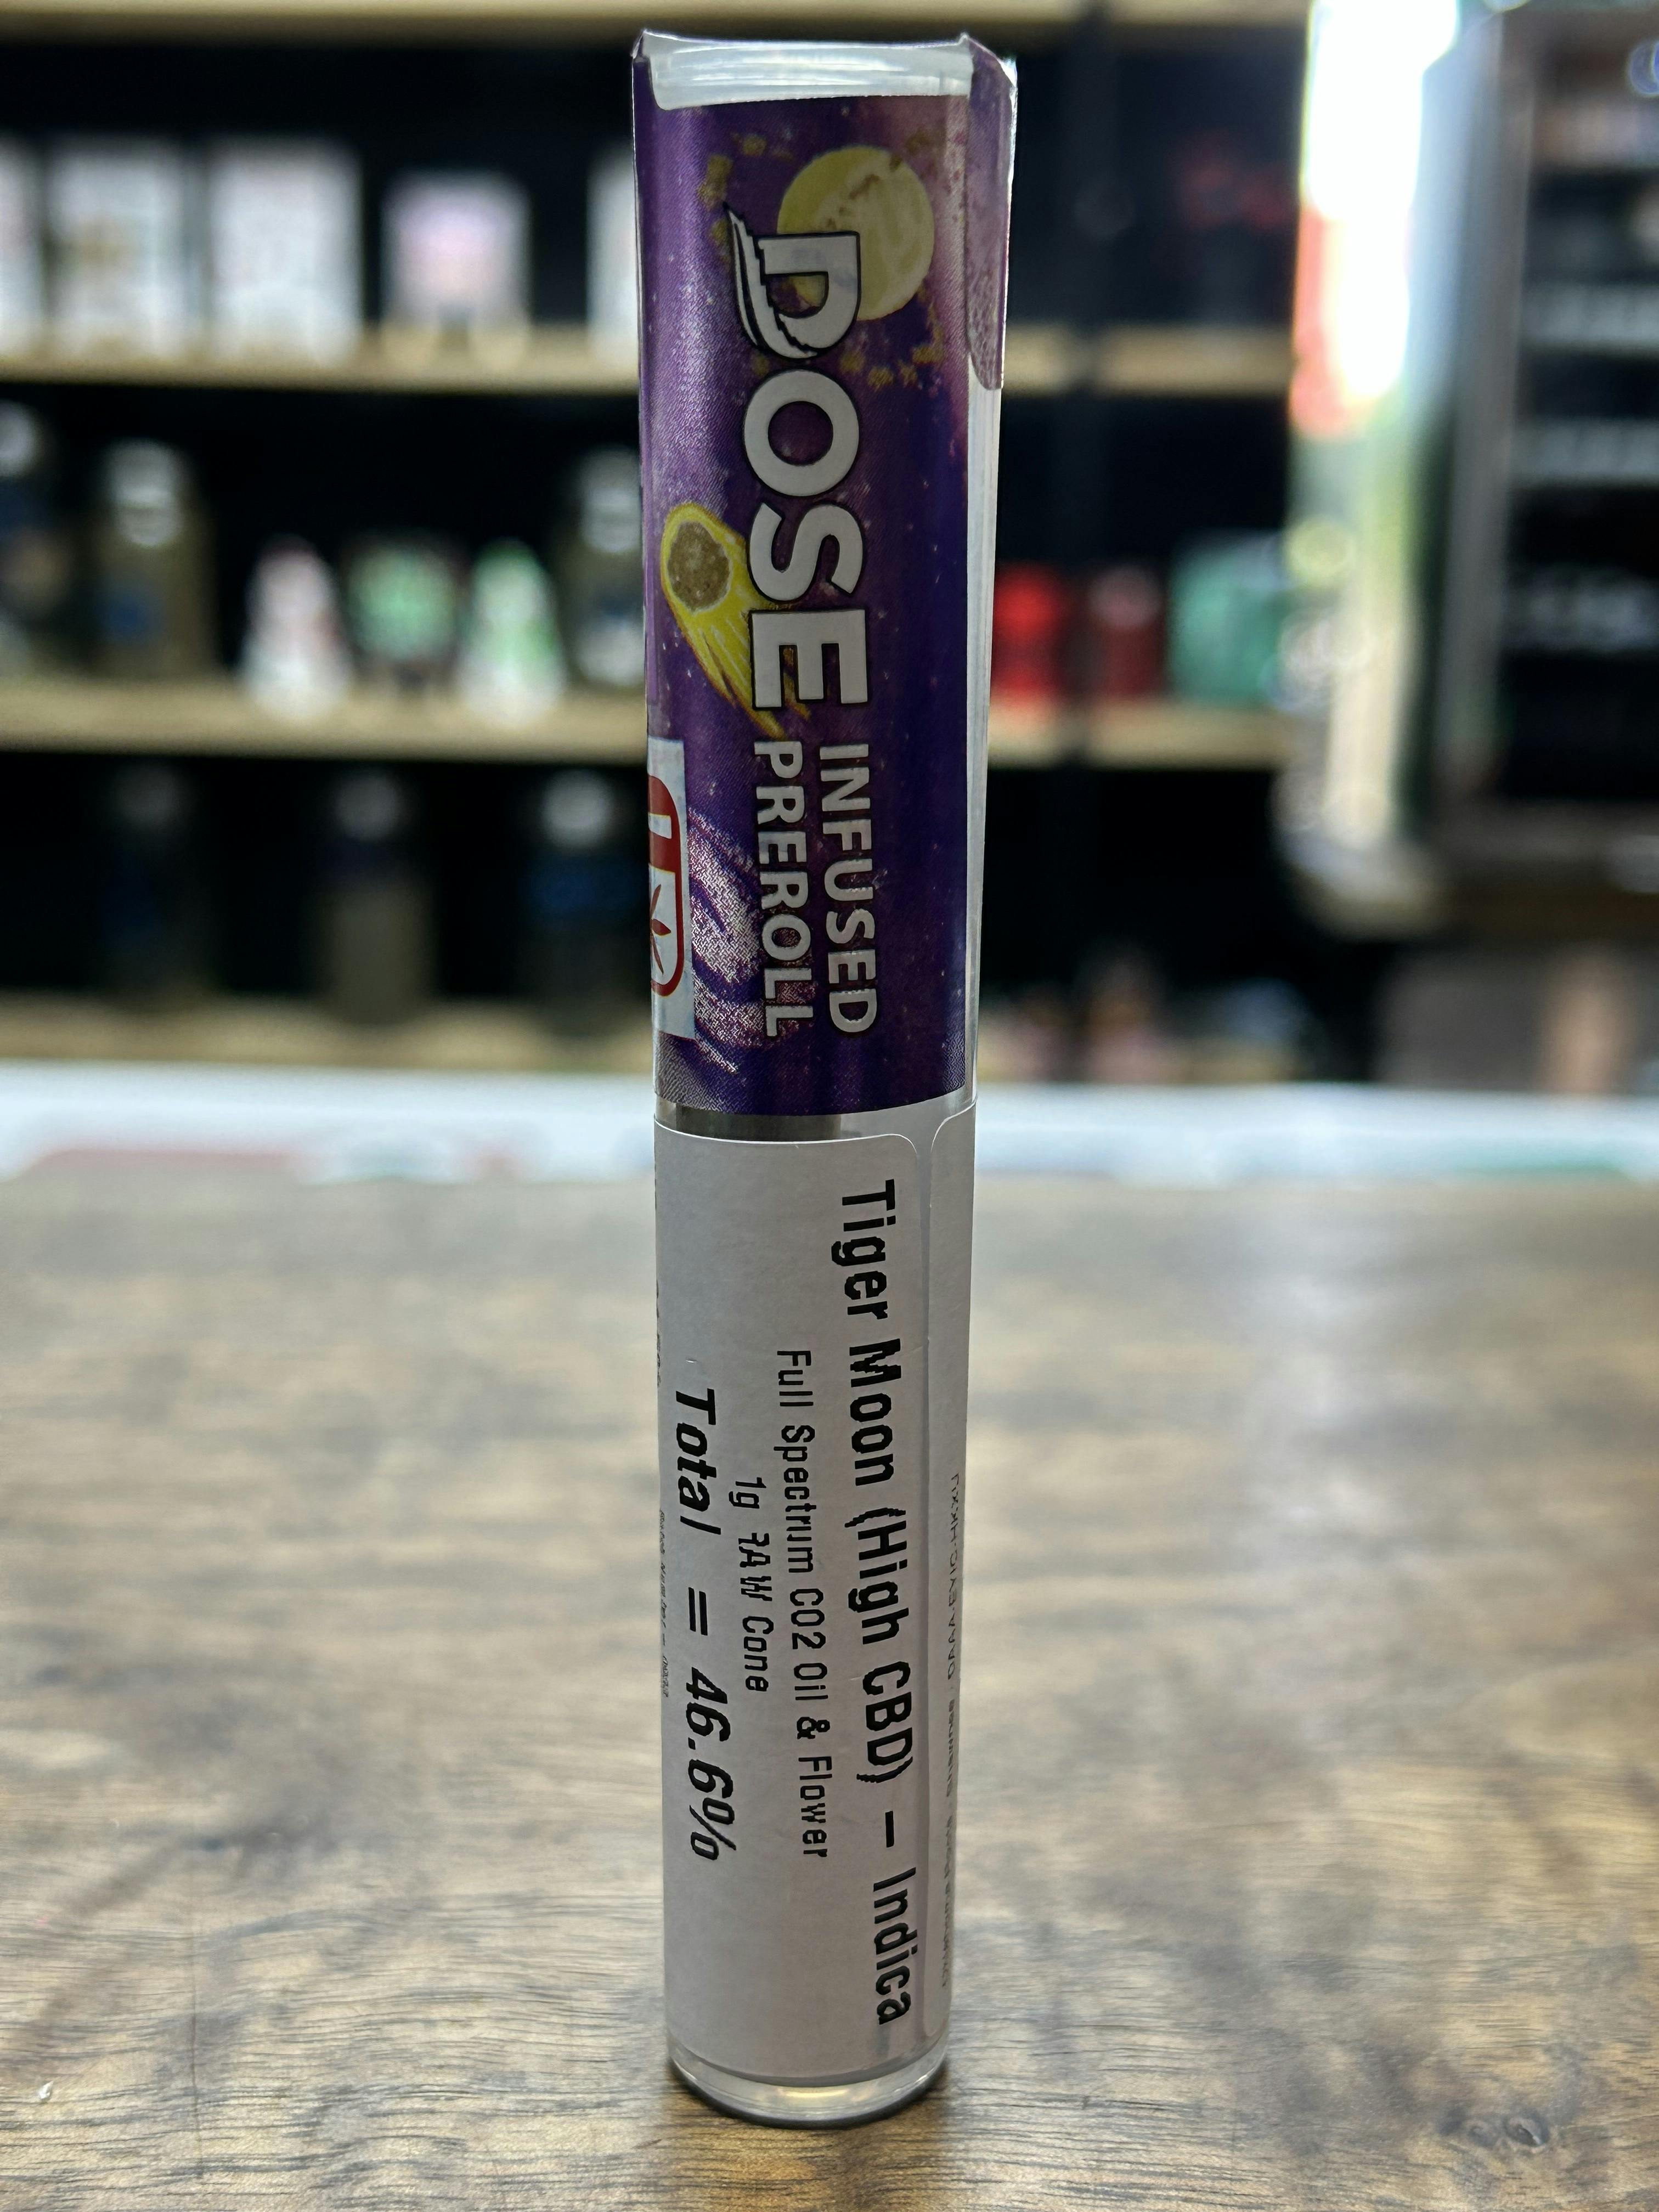 DOSE
INFUSED
PREROLL
Tiger Moon (High CBD) – Indica
Full Spectrum CO2 Oil & Flower
1g RAW Cone
Total = 46.6%